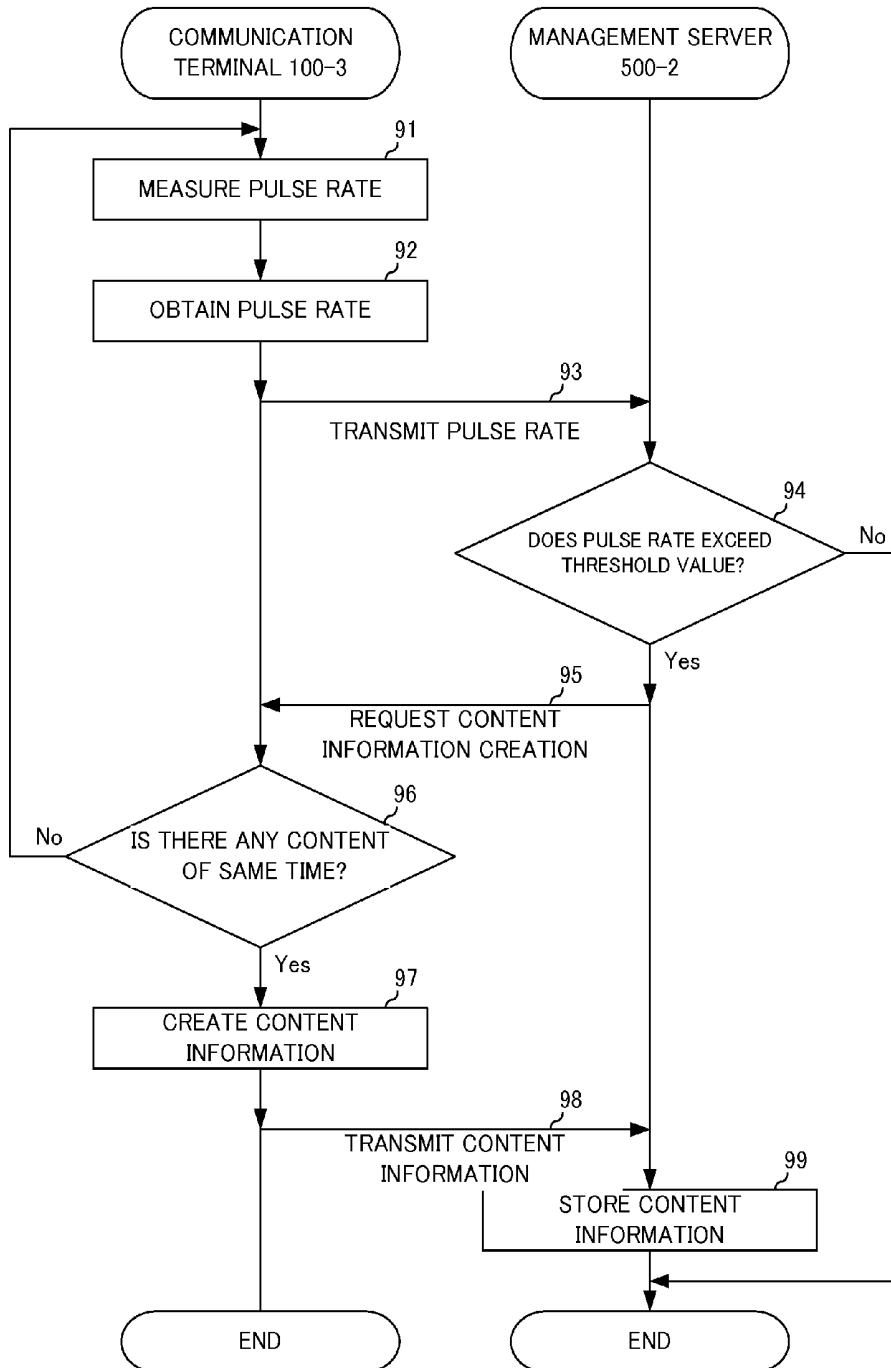 COMMUNICATION
TERMINAL 100-3
MANAGEMENT SERVER
500-2
91
MEASURE PULSE RATE
92
OBTAIN PULSE RATE
93
TRANSMIT PULSE RATE
94
DOES PULSE RATE EXCEED
THRESHOLD VALUE?
No
Yes
95
REQUEST CONTENT
INFORMATION CREATION
96
IS THERE ANY CONTENT
OF SAME TIME?
No
Yes
97
CREATE CONTENT
INFORMATION
98
TRANSMIT CONTENT
INFORMATION
99
STORE CONTENT
INFORMATION
END
END